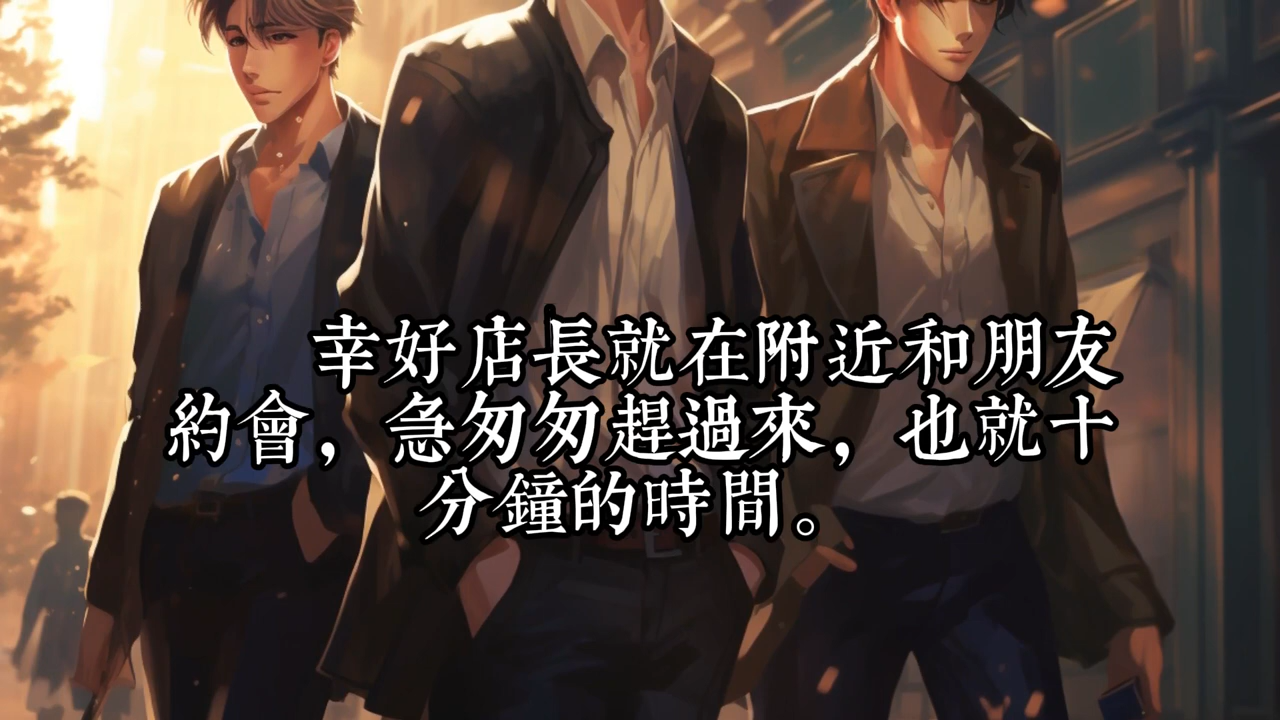 幸好店長就在附近和朋友
約會，急匆匆趕過來，也就十
分鐘的時間。